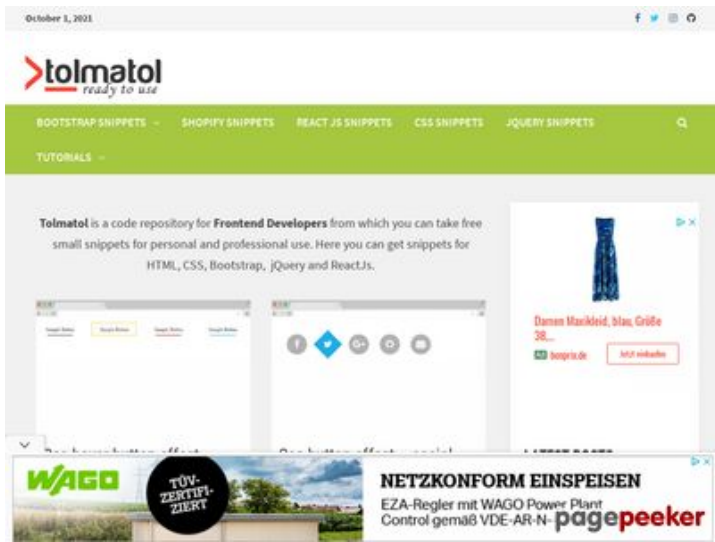 October 1, 2021
tolmatol
ready to use
BOOTSTRAP SNIPPETS
SHOPIFY SNIPPETS
REACT JS SNIPPETS
CSS SNIPPETS
JQUERY SNIPPETS
TUTORIALS
Tolmatol is a code repository for Frontend Developers from which you can take free
small snippets for personal and professional use. Here you can get snippets for
HTML, CSS, Bootstrap, jQuery and ReactJs.
Damen Maxikleid, blau, Größe
38,...
Ad bonprix.de
Jetzt einkaufen
LATEST POSTS
WAGO
TÜV-
ZERTIFI-
ZIERT
NETZKONFORM EINSPEISEN
EZA-Regler mit WAGO Power Plant
Control gemäß VDE-AR-N-
pagepeeker